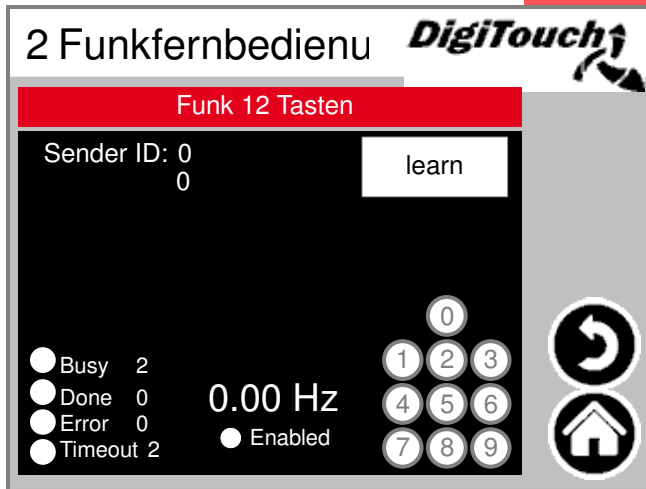 2 Funkfernbedienu
DigiTouch
Funk 12 Tasten
Sender ID: 0
0
learn
0
1 2 3
4 5 6
7 8 9
Busy 2
Done 0
Error 0
Timeout 2
0.00 Hz
Enabled